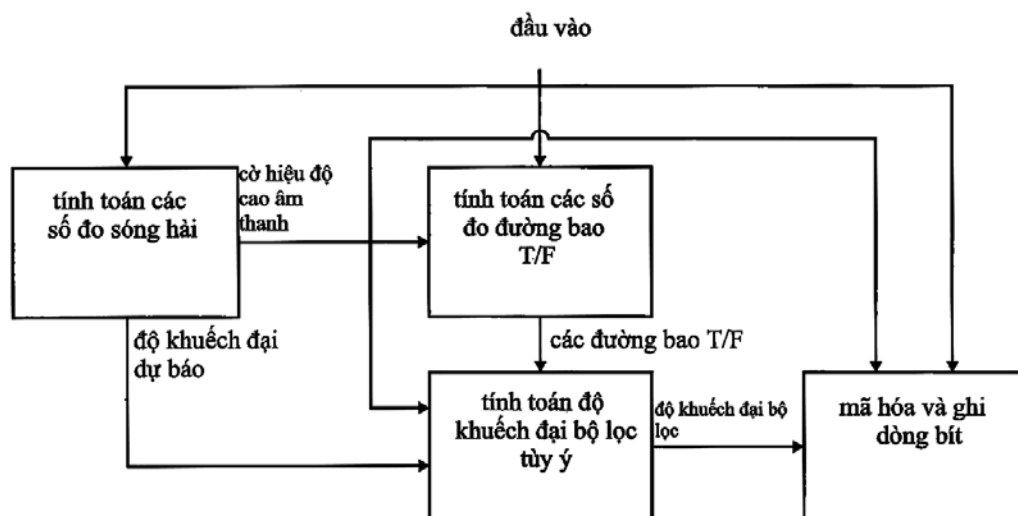 đầu vào
tính toán các
số đo sóng hải
cờ hiệu độ
cao âm
thanh
tính toán các số
đo đường bao
T/F
độ khuếch đại
dự báo
các đường bao T/F
tính toán độ
khuếch đại bộ lọc
tùy ý
độ khuếch đại bộ
lọc
mã hóa và ghi
dòng bít